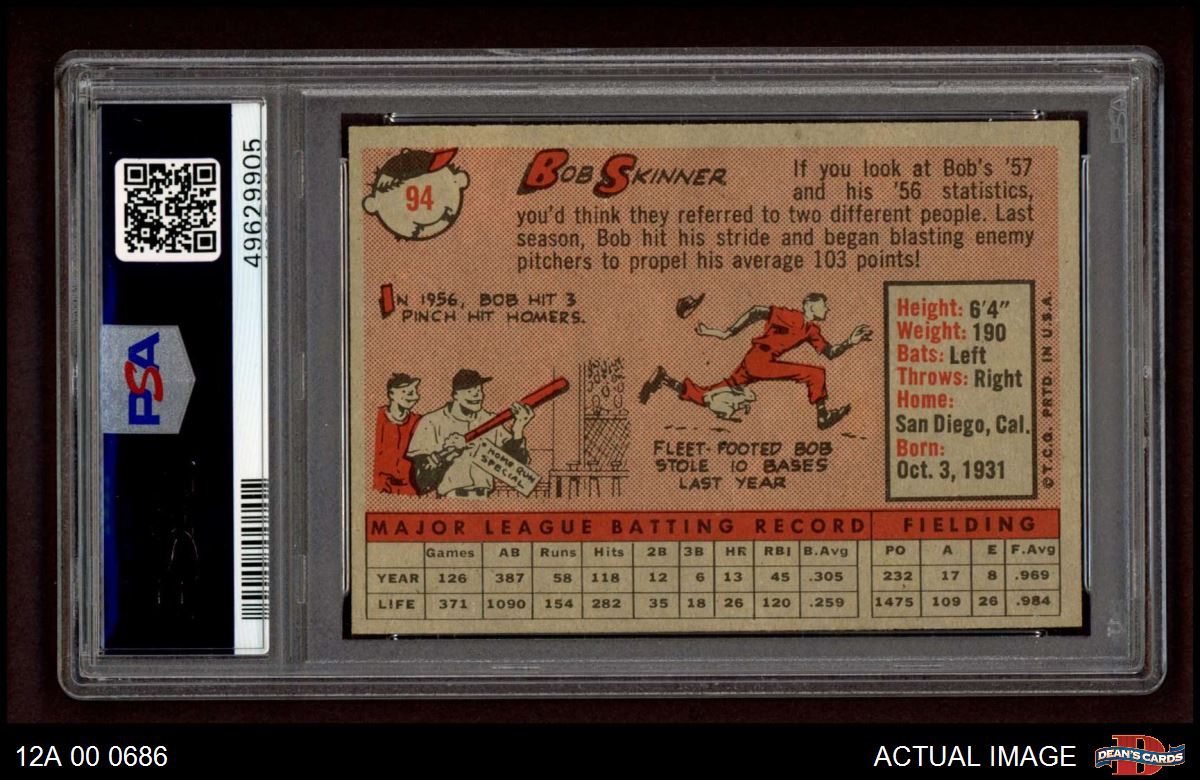 49629905
PSA
94
BOB SKINNER
If you look at Bob's '57
and his '56 statistics,
you'd think they referred to two different people. Last
season, Bob hit his stride and began blasting enemy
pitchers to propel his average 103 points!
IN 1956, BOB HIT 3
PINCH HIT HOMERS.
"HOME RUN
SPECIAL"
FLEET-FOOTED BOB
STOLE 10 BASES
LAST YEAR
Height: 6'4"
Weight: 190
Bats: Left
Throws: Right
Home:
San Diego, Cal.
Born:
Oct. 3, 1931
© T.C.G. PRTD. IN U.S.A.
MAJOR LEAGUE BATTING RECORD FIELDING
Games AB Runs Hits 2B 3B HR RBI B.Avg PO A E F.Avg
YEAR 126 387 58 118 12 6 13 45 .305 232 17 8 .969
LIFE 371 1090 154 282 35 18 26 120 .259 1475 109 26 .984
PSA
12A 00 0686
ACTUAL IMAGE
DEAN'S CARDS